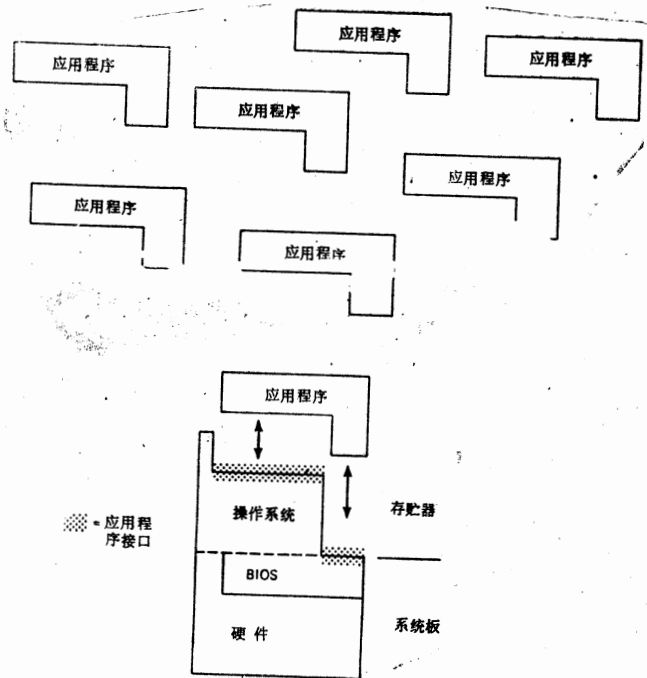 应用程序
应用程序
应用程序
应用程序
应用程序
应用程序
应用程序
应用程序
操作系统
存贮器
= 应用程
序接口
BIOS
硬 件
系统板